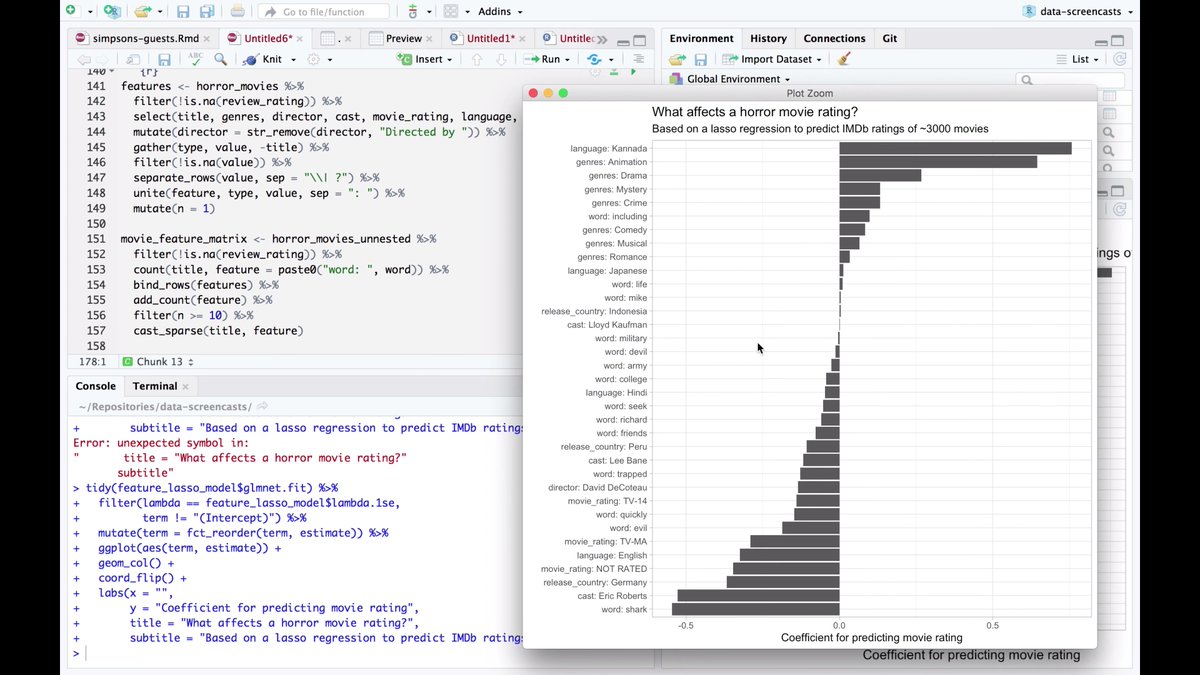 Go to file/function
Addins
data-screencasts
simpsons-guests.Rmd
Untitled6*
.
Preview
Untitled1*
Untitle
Knit
Insert
Run
Environment
History
Connections
Git
Import Dataset
List
Global Environment
140 {r}
141 features <- horror_movies %>%
142 filter(!is.na(review_rating)) %>%
143 select(title, genres, director, cast, movie_rating, language,
144 mutate(director = str_remove(director, "Directed by ")) %>%
145 gather(type, value, -title) %>%
146 filter(!is.na(value)) %>%
147 separate_rows(value, sep = "\\| ?") %>%
148 unite(feature, type, value, sep = ": ") %>%
149 mutate(n = 1)
150
151 movie_feature_matrix <- horror_movies_unnested %>%
152 filter(!is.na(review_rating)) %>%
153 count(title, feature = paste0("word: ", word)) %>%
154 bind_rows(features) %>%
155 add_count(feature) %>%
156 filter(n >= 10) %>%
157 cast_sparse(title, feature)
158
178:1 Chunk 13
Console
Terminal
~/Repositories/data-screencasts/
+ subtitle = "Based on a lasso regression to predict IMDb ratings
Error: unexpected symbol in:
" title = "What affects a horror movie rating?"
subtitle"
> tidy(feature_lasso_model$glmnet.fit) %>%
+ filter(lambda == feature_lasso_model$lambda.1se,
+ term != "(Intercept)") %>%
+ mutate(term = fct_reorder(term, estimate)) %>%
+ ggplot(aes(term, estimate)) +
+ geom_col() +
+ coord_flip() +
+ labs(x = "",
+ y = "Coefficient for predicting movie rating",
+ title = "What affects a horror movie rating?",
+ subtitle = "Based on a lasso regression to predict IMDb ratings
>
Plot Zoom
What affects a horror movie rating?
Based on a lasso regression to predict IMDb ratings of ~3000 movies
language: Kannada
genres: Animation
genres: Drama
genres: Mystery
genres: Crime
word: including
genres: Comedy
genres: Musical
genres: Romance
language: Japanese
word: life
word: mike
release_country: Indonesia
cast: Lloyd Kaufman
word: military
word: devil
word: army
word: college
language: Hindi
word: seek
word: richard
word: friends
release_country: Peru
cast: Lee Bane
word: trapped
director: David DeCoteau
movie_rating: TV-14
word: quickly
word: evil
movie_rating: TV-MA
language: English
movie_rating: NOT RATED
release_country: Germany
cast: Eric Roberts
word: shark
-0.5 0.0 0.5
Coefficient for predicting movie rating
ings o
Coefficient for predicting movie rating